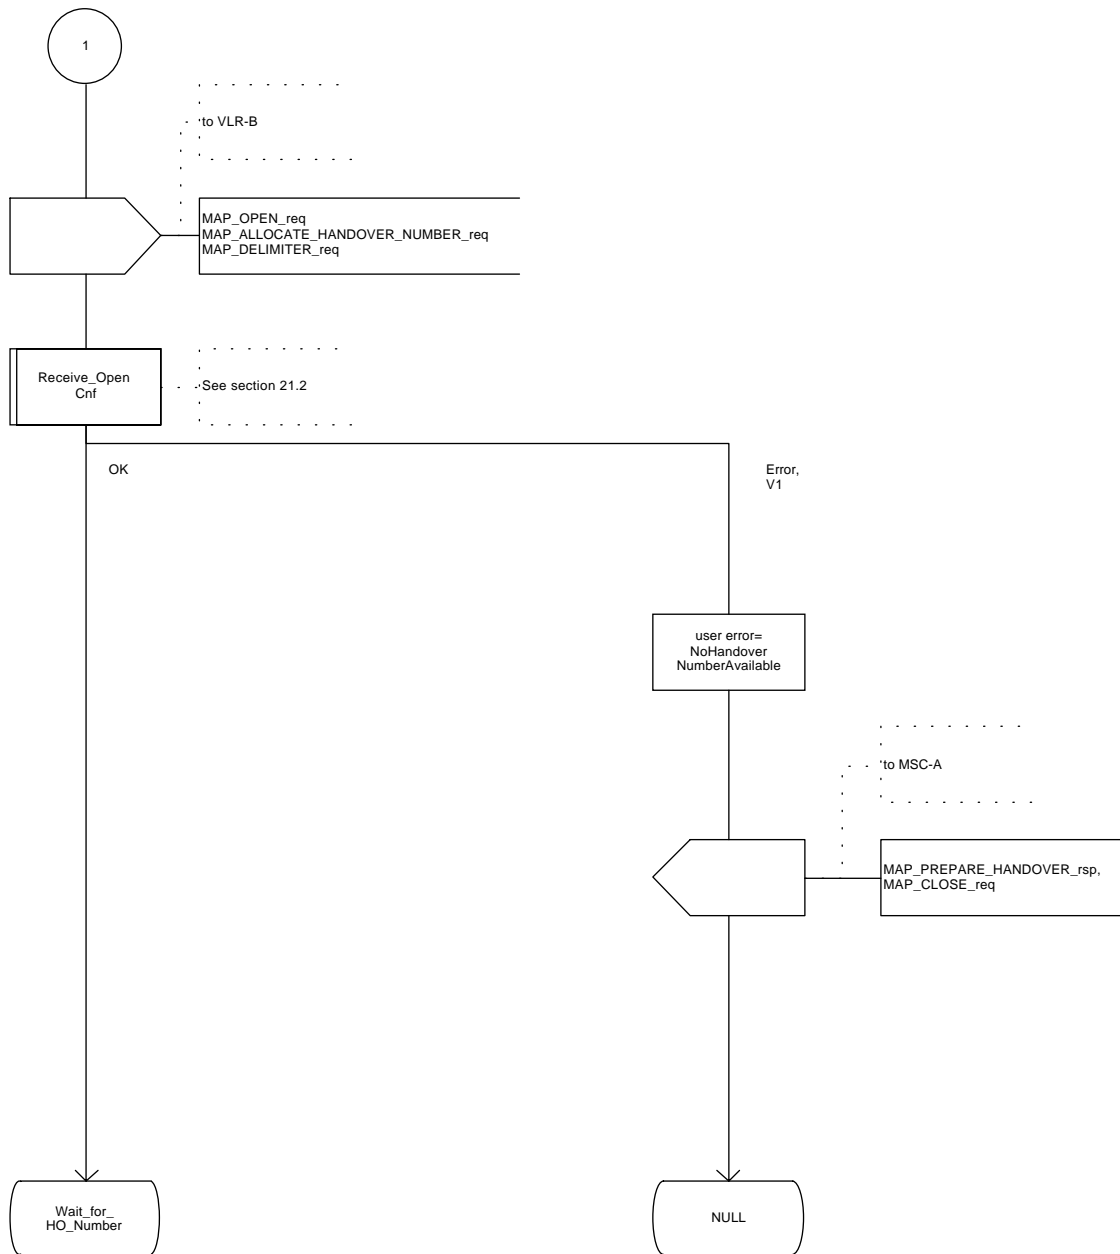 1
to VLR-B
MAP_OPEN_req
MAP_ALLOCATE_HANDOVER_NUMBER_req
MAP_DELIMITER_req
Receive_Open
Cnf
See section 21.2
OK
Error,
V1
user error=
NoHandover
NumberAvailable
to MSC-A
MAP_PREPARE_HANDOVER_rsp,
MAP_CLOSE_req
Wait_for_
HO_Number
NULL